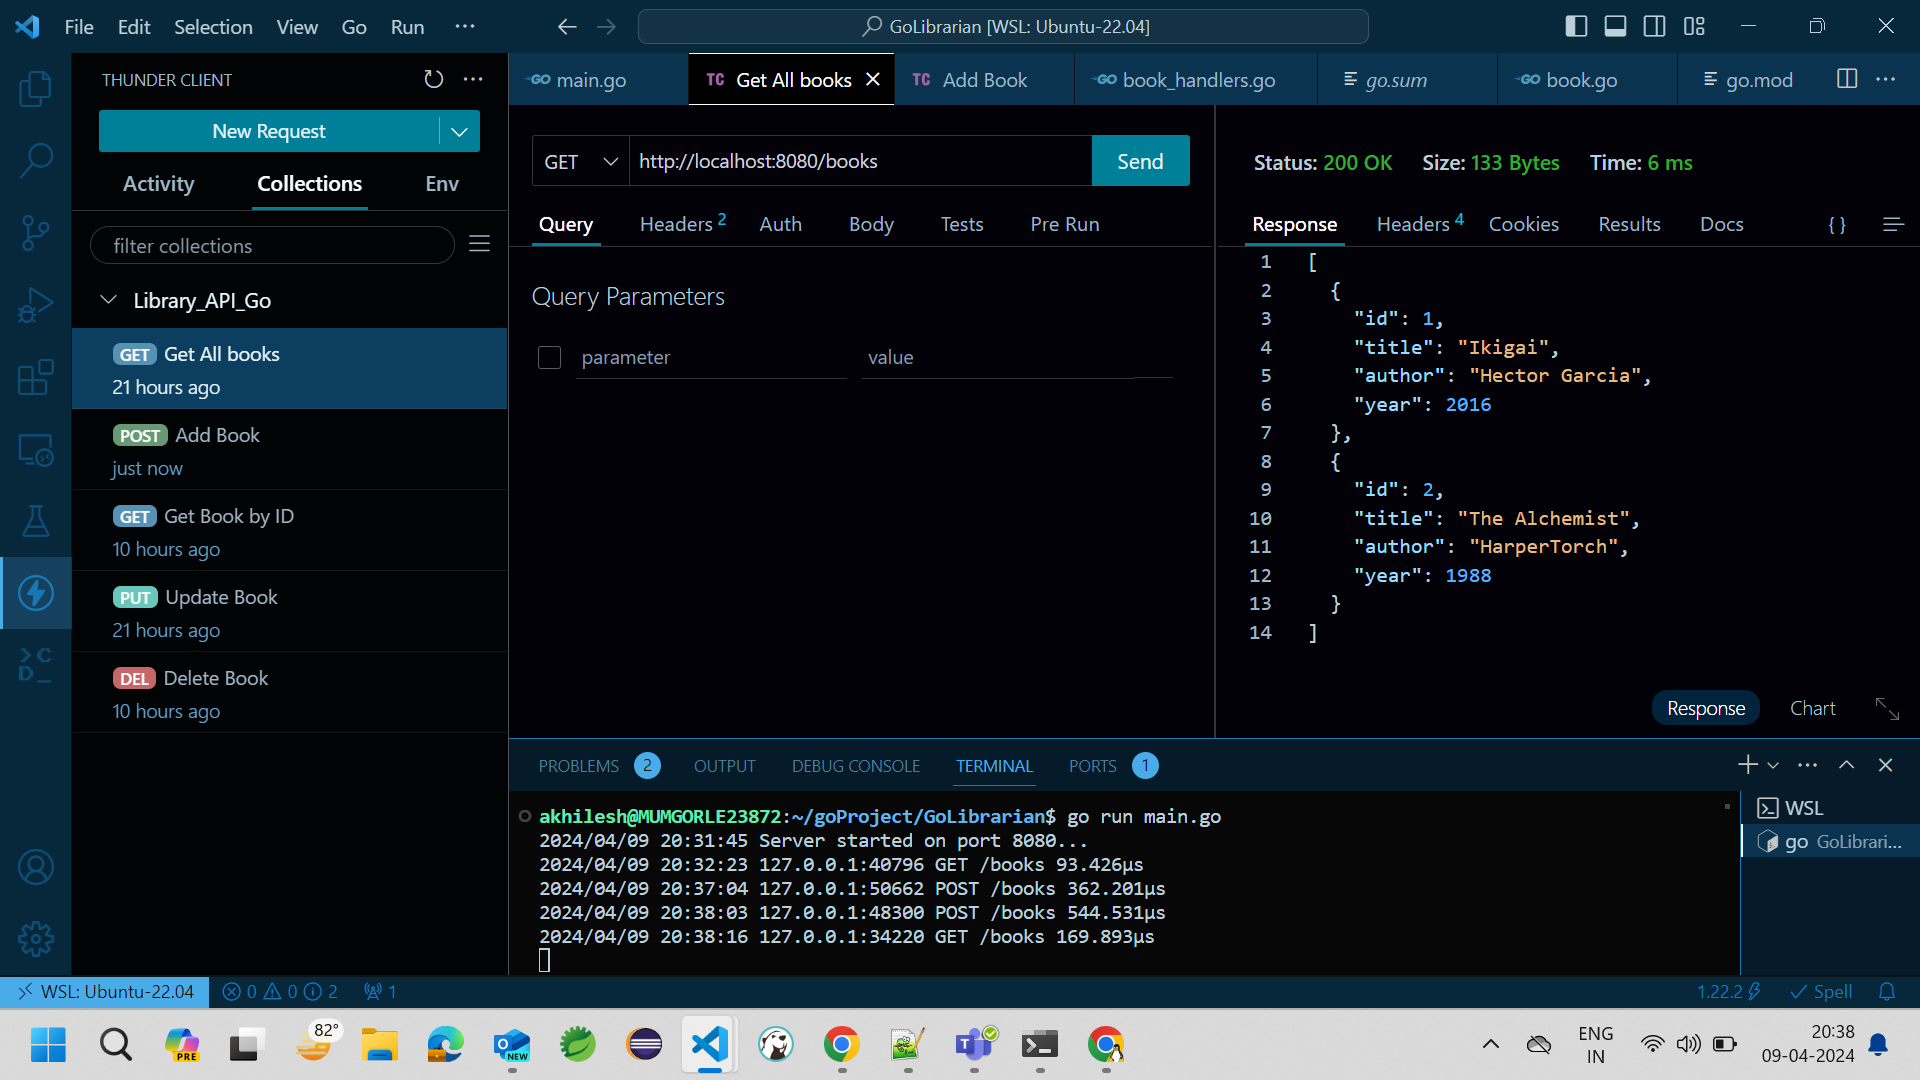 File Edit Selection View Go Run ··· GoLibrarian [WSL: Ubuntu-22.04]
THUNDER CLIENT ···
New Request
Activity Collections Env
filter collections
Library_API_Go
GET Get All books
21 hours ago
POST Add Book
just now
GET Get Book by ID
10 hours ago
PUT Update Book
21 hours ago
DEL Delete Book
10 hours ago
GO main.go TC Get All books TC Add Book GO book_handlers.go go.sum GO book.go go.mod ···
GET http://localhost:8080/books Send
Query Headers 2 Auth Body Tests Pre Run
Query Parameters
parameter value
Status: 200 OK Size: 133 Bytes Time: 6 ms
Response Headers 4 Cookies Results Docs { }
1 [
2 {
3 "id": 1,
4 "title": "Ikigai",
5 "author": "Hector Garcia",
6 "year": 2016
7 },
8 {
9 "id": 2,
10 "title": "The Alchemist",
11 "author": "HarperTorch",
12 "year": 1988
13 }
14 ]
Response Chart
PROBLEMS 2 OUTPUT DEBUG CONSOLE TERMINAL PORTS 1 ···
akhilesh@MUMGORLE23872:~/goProject/GoLibrarian$ go run main.go
2024/04/09 20:31:45 Server started on port 8080...
2024/04/09 20:32:23 127.0.0.1:40796 GET /books 93.426µs
2024/04/09 20:37:04 127.0.0.1:50662 POST /books 362.201µs
2024/04/09 20:38:03 127.0.0.1:48300 POST /books 544.531µs
2024/04/09 20:38:16 127.0.0.1:34220 GET /books 169.893µs
WSL
go GoLibrari...
WSL: Ubuntu-22.04 0 0 2 1 1.22.2 Spell
PRE 82° NEW ENG
IN
20:38
09-04-2024